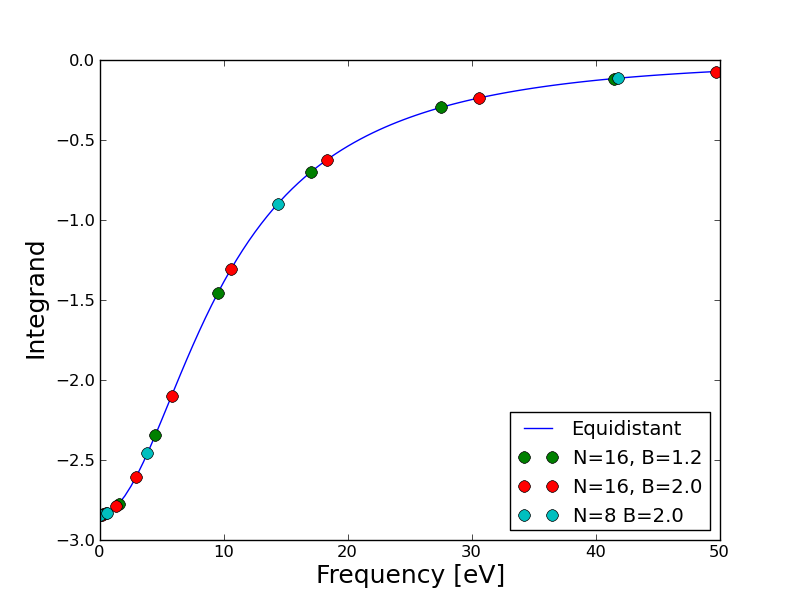 0.0
−0.5
−1.0
−1.5
−2.0
−2.5
−3.0
Integrand
0 10 20 30 40 50
Frequency [eV]
Equidistant
N=16, B=1.2
N=16, B=2.0
N=8 B=2.0